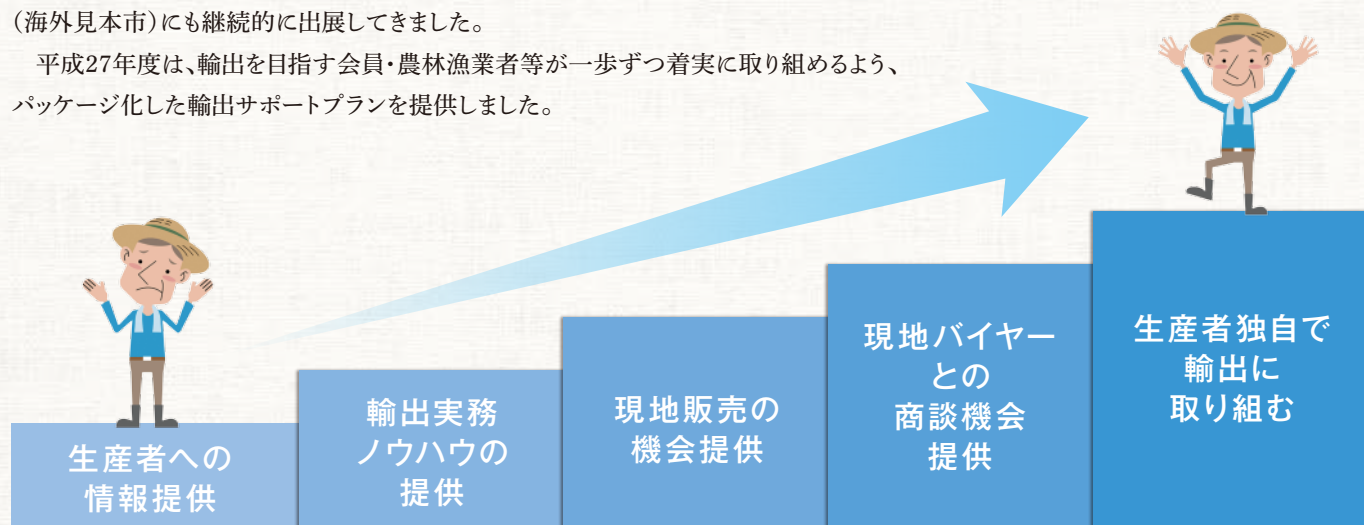 （海外見本市）にも継続的に出展してきました。
　平成27年度は、輸出を目指す会員・農林漁業者等が一歩ずつ着実に取り組めるよう、
パッケージ化した輸出サポートプランを提供しました。
生産者への
情報提供
輸出実務
ノウハウの
提供
現地販売の
機会提供
現地バイヤー
との
商談機会
提供
生産者独自で
輸出に
取り組む